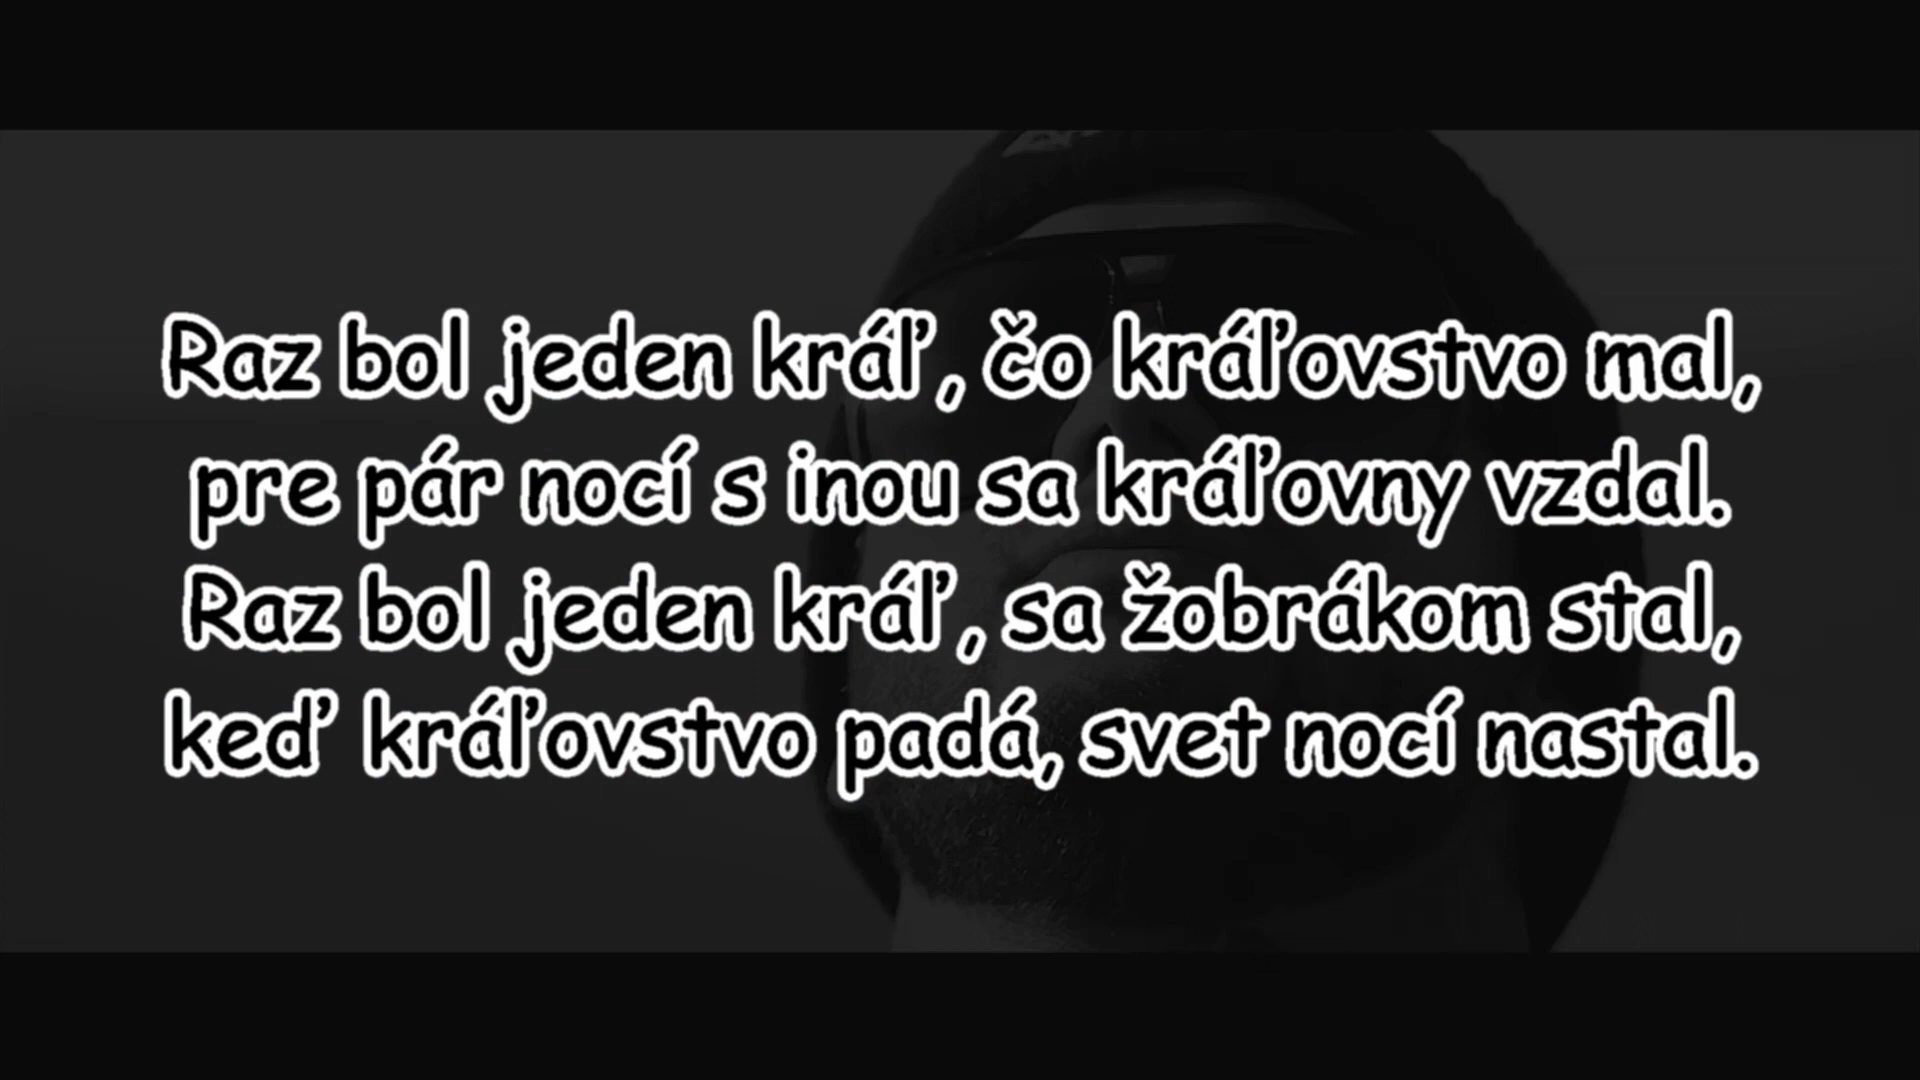 Raz bol jeden kráľ, čo kráľovstvo mal,
pre pár nocí s inou sa kráľovny vzdal.
Raz bol jeden kráľ, sa žobrákom stal,
keď kráľovstvo padá, svet nocí nastal.